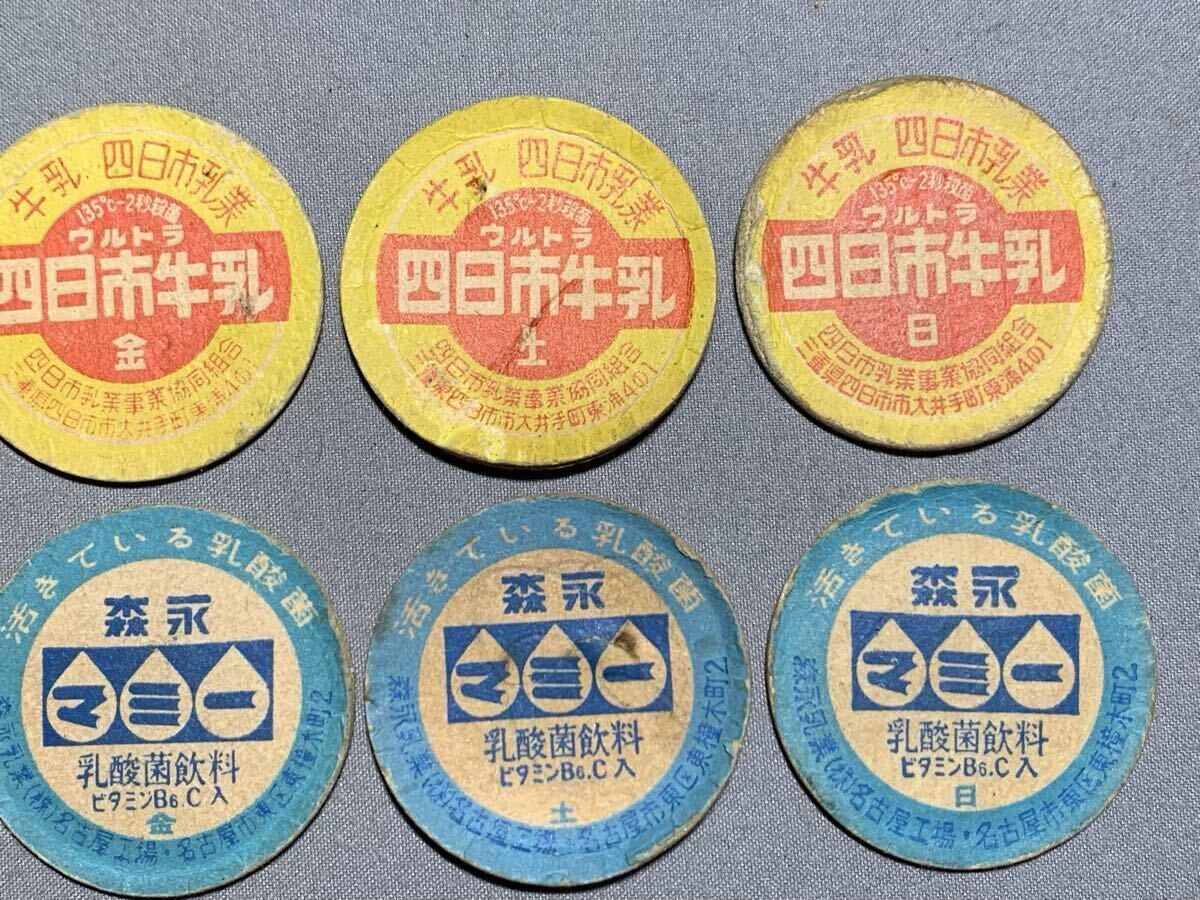 牛乳 四日市乳業
135℃-2秒殺菌
ウルトラ
四日市牛乳
金
四日市乳業事業協同組合
三重県四日市市大井手町東浦401
牛乳 四日市乳業
135℃-2秒殺菌
ウルトラ
四日市牛乳
土
四日市乳業事業協同組合
三重県四日市市大井手町東浦401
牛乳 四日市乳業
135℃-2秒殺菌
ウルトラ
四日市牛乳
日
四日市乳業事業協同組合
三重県四日市市大井手町東浦401
活きている乳酸菌
森永
マミー
乳酸菌飲料
ビタミンB6.C入
金
森永乳業(株)名古屋工場・名古屋市東区東橦木町2
活きている乳酸菌
森永
マミー
乳酸菌飲料
ビタミンB6.C入
土
森永乳業(株)名古屋工場・名古屋市東区東橦木町2
活きている乳酸菌
森永
マミー
乳酸菌飲料
ビタミンB6.C入
日
森永乳業(株)名古屋工場・名古屋市東区東橦木町2